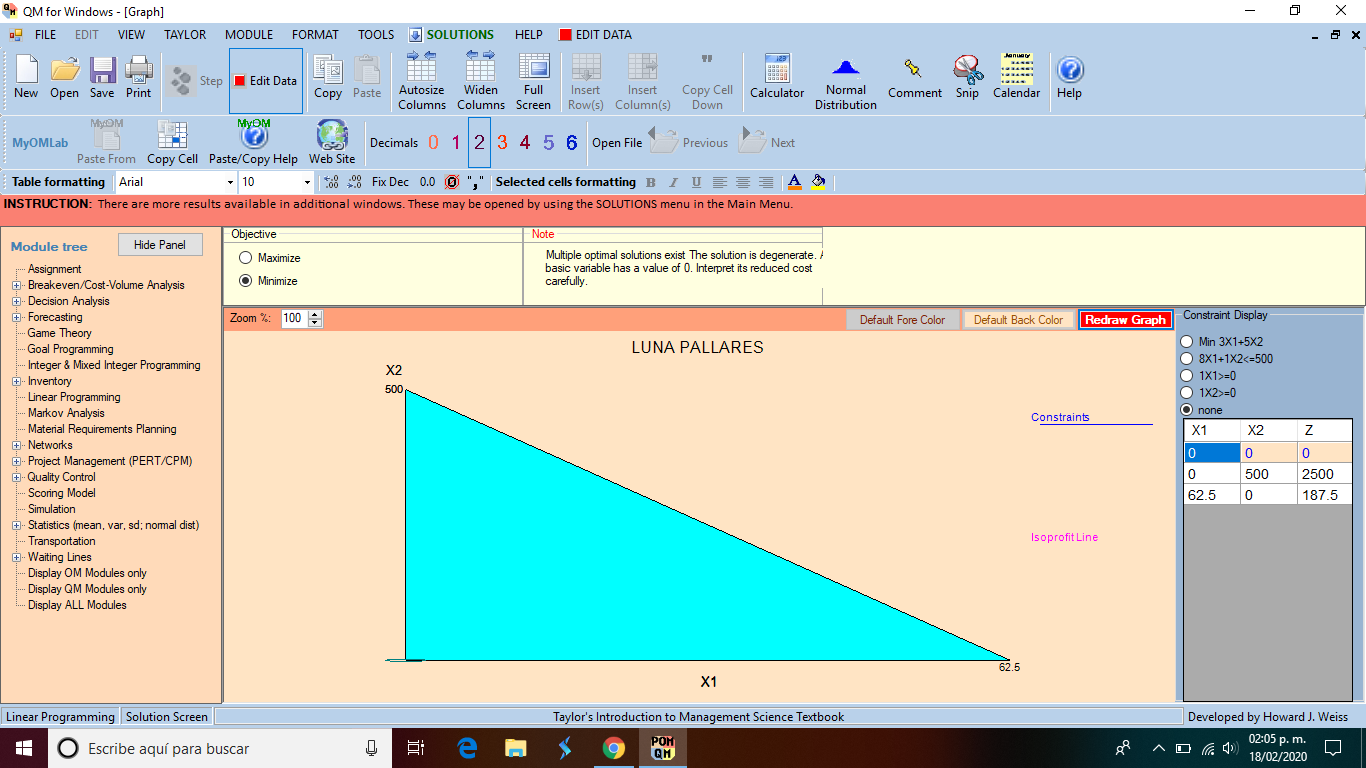 QM for Windows - [Graph]
FILE EDIT VIEW TAYLOR MODULE FORMAT TOOLS SOLUTIONS HELP EDIT DATA
New Open Save Print Step Edit Data Copy Paste Autosize Columns Widen Columns Full Screen Insert Row(s) Insert Column(s) Copy Cell Down Calculator Normal Distribution Comment Snip Calendar Help
MyOMLab Paste From Copy Cell Paste/Copy Help Web Site Decimals 0 1 2 3 4 5 6 Open File Previous Next
Table formatting Arial 10 Fix Dec 0.0 "," Selected cells formatting B I U A
INSTRUCTION: There are more results available in additional windows. These may be opened by using the SOLUTIONS menu in the Main Menu.
Module tree Hide Panel
Assignment
Breakeven/Cost-Volume Analysis
Decision Analysis
Forecasting
Game Theory
Goal Programming
Integer & Mixed Integer Programming
Inventory
Linear Programming
Markov Analysis
Material Requirements Planning
Networks
Project Management (PERT/CPM)
Quality Control
Scoring Model
Simulation
Statistics (mean, var, sd; normal dist)
Transportation
Waiting Lines
Display OM Modules only
Display QM Modules only
Display ALL Modules
Objective
Maximize
Minimize
Note
Multiple optimal solutions exist The solution is degenerate. A
basic variable has a value of 0. Interpret its reduced cost
carefully.
Zoom %: 100 Default Fore Color Default Back Color Redraw Graph
LUNA PALLARES
X2
500
Constraints
Isoprofit Line
62.5
X1
Constraint Display
Min 3X1+5X2
8X1+1X2<=500
1X1>=0
1X2>=0
none
X1 X2 Z
0 0 0
0 500 2500
62.5 0 187.5
Linear Programming Solution Screen Taylor's Introduction to Management Science Textbook Developed by Howard J. Weiss
Escribe aquí para buscar
POM QM
02:05 p. m.
18/02/2020